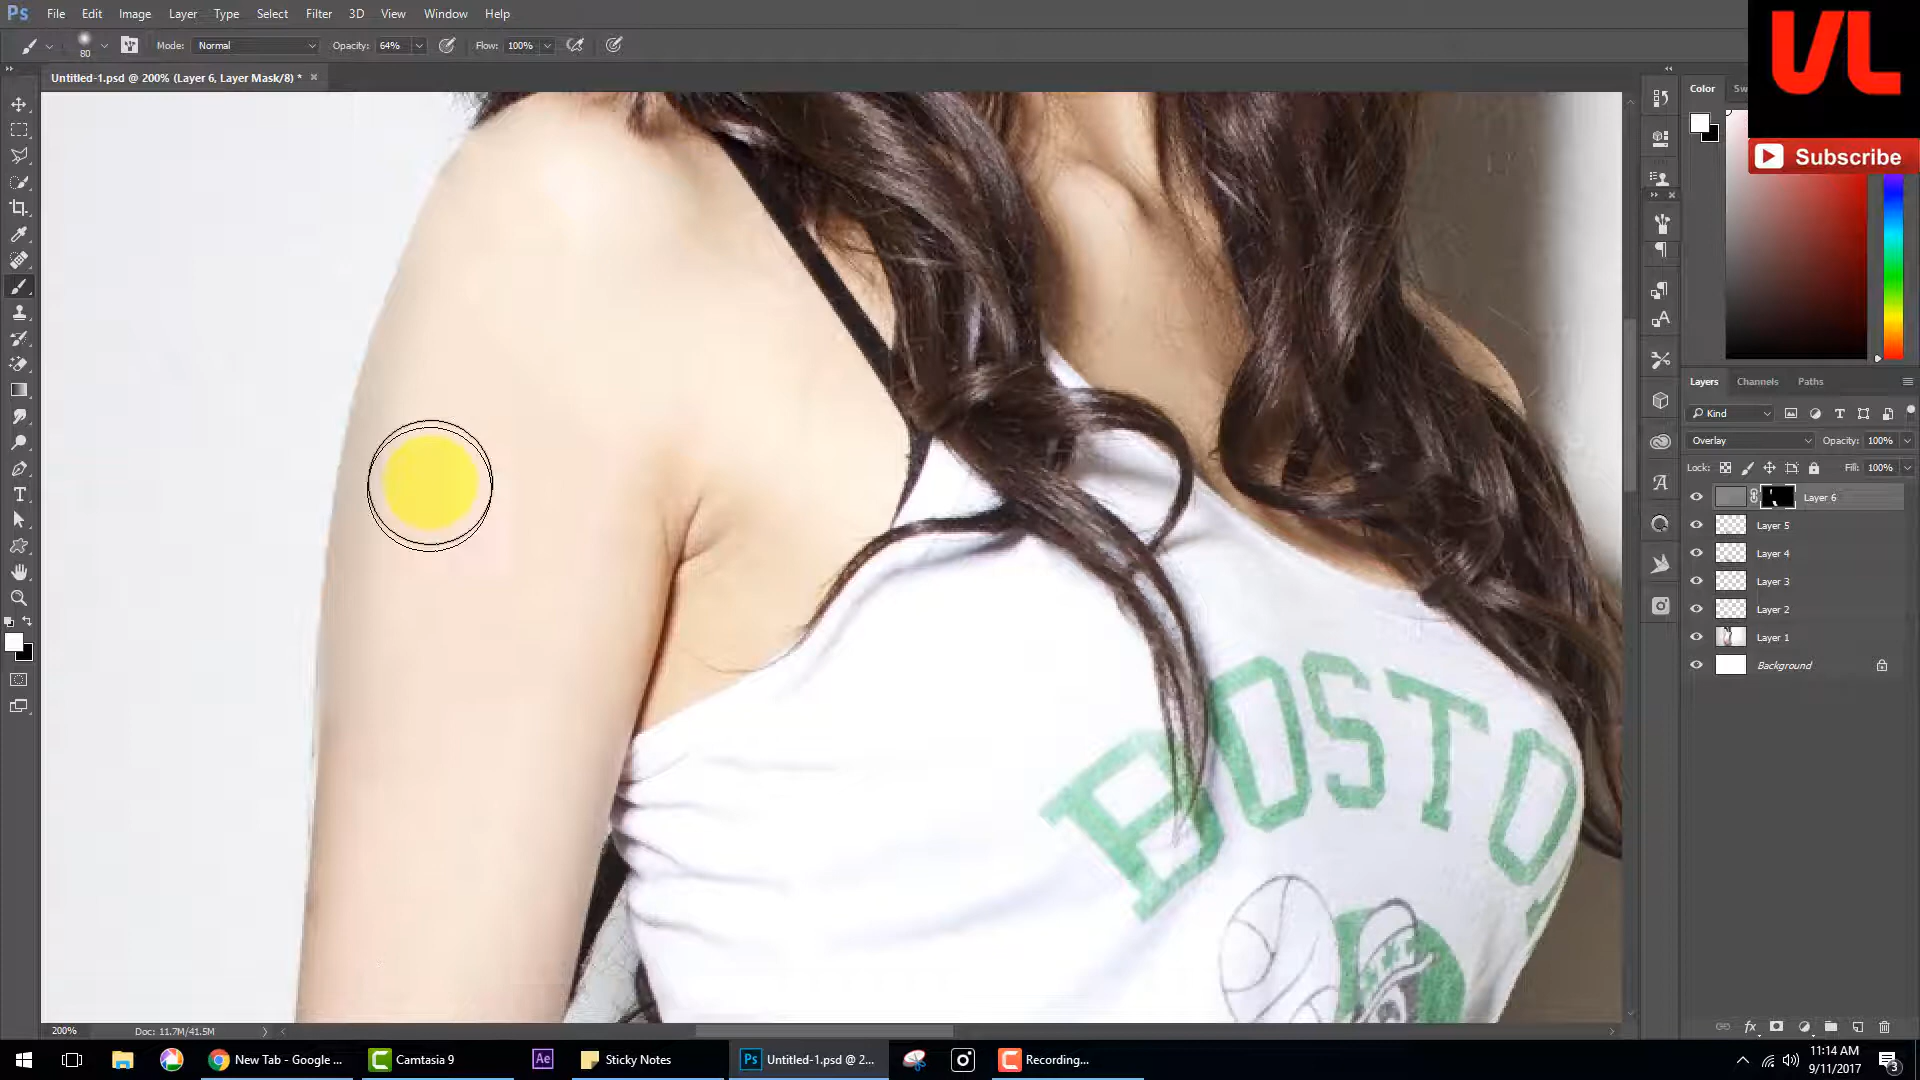 Ps File Edit Image Layer Type Select Filter 3D View Window Help
80 Mode: Normal Opacity: 64% Flow: 100%
Untitled-1.psd @ 200% (Layer 6, Layer Mask/8) *
VL
Subscribe
Color
Layers Channels Paths
Kind
Overlay Opacity: 100%
Lock: Fill: 100%
Layer 6
Layer 5
Layer 4
Layer 3
Layer 2
Layer 1
Background
BOSTO
200% Doc: 11.7M/41.5M
New Tab - Google ...
Camtasia 9
Ae
Sticky Notes
Ps Untitled-1.psd @ 2...
Recording...
11:14 AM
9/11/2017
3